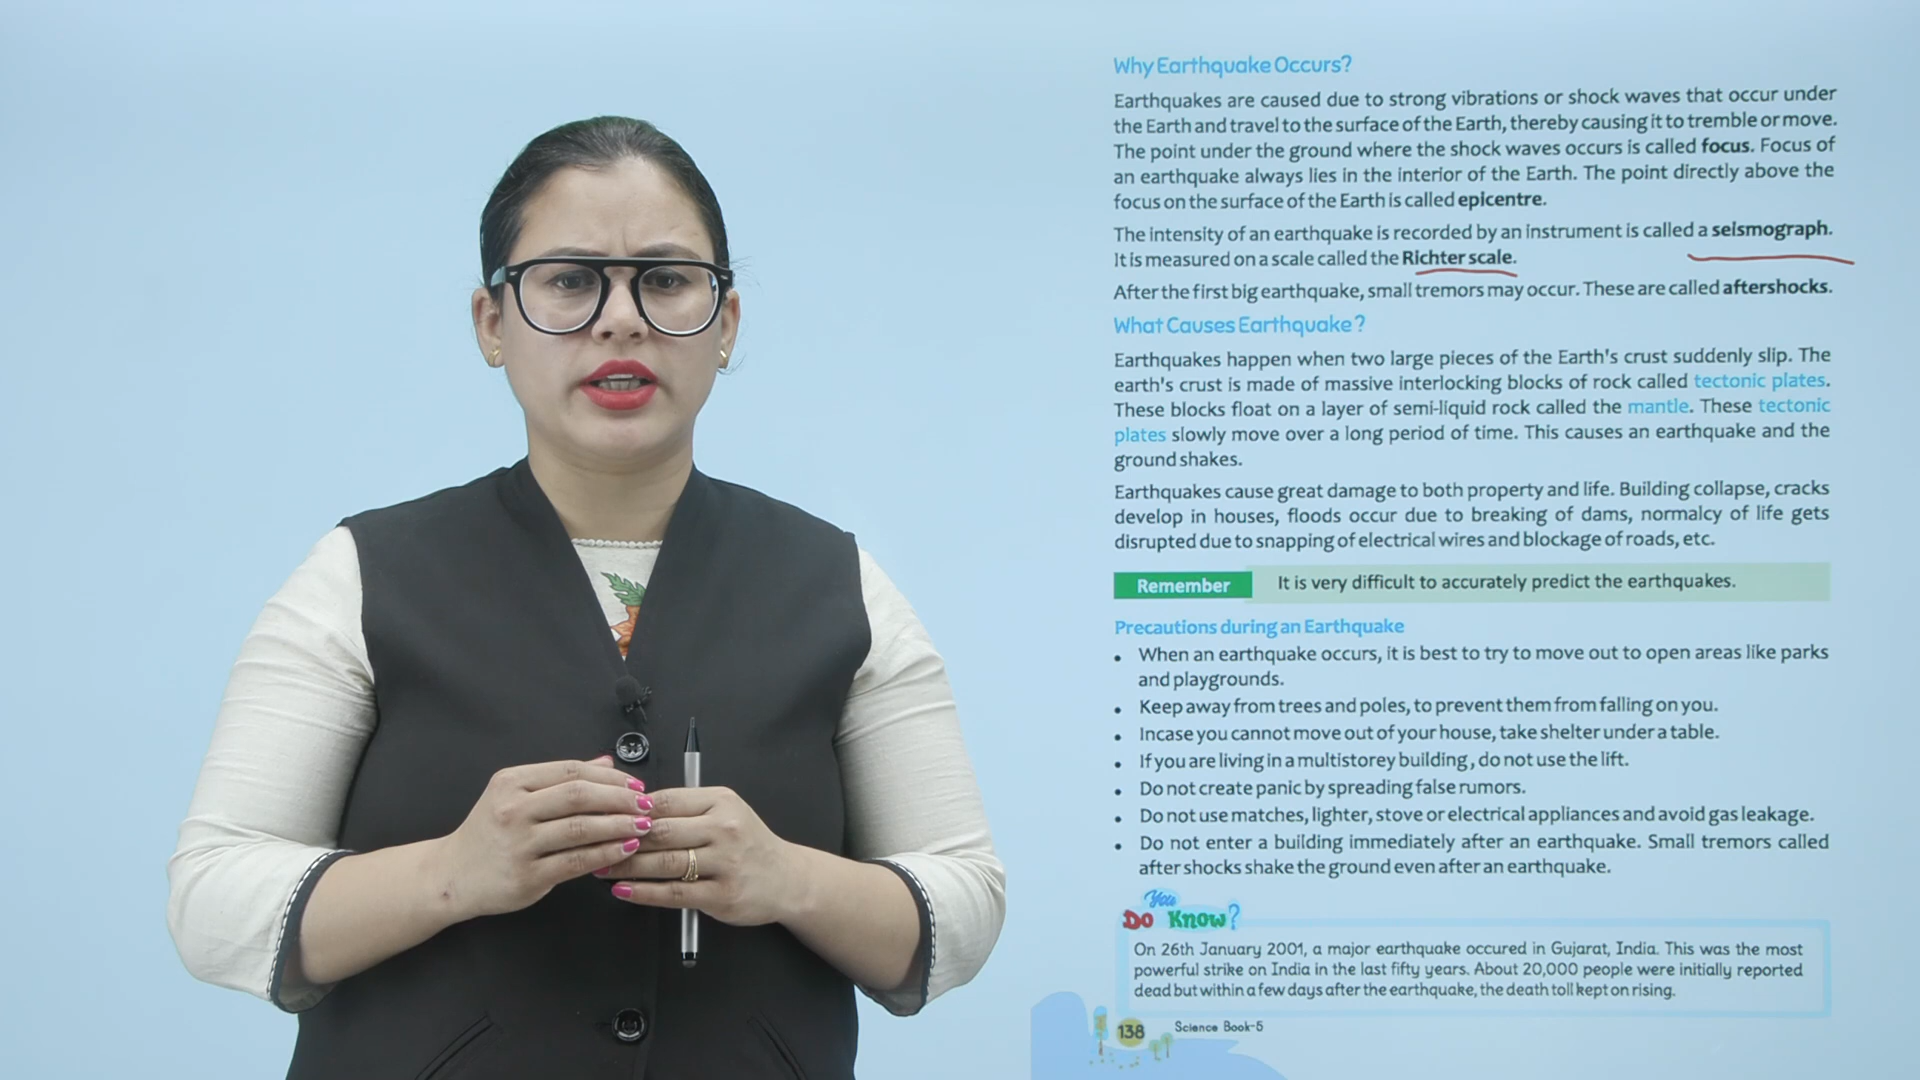 Why Earthquake Occurs?
Earthquakes are caused due to strong vibrations or shock waves that occur under
the Earth and travel to the surface of the Earth, thereby causing it to tremble or move.
The point under the ground where the shock waves occurs is called focus. Focus of
an earthquake always lies in the interior of the Earth. The point directly above the
focus on the surface of the Earth is called epicentre.
The intensity of an earthquake is recorded by an instrument is called a seismograph.
It is measured on a scale called the Richter scale.
After the first big earthquake, small tremors may occur. These are called aftershocks.
What Causes Earthquake?
Earthquakes happen when two large pieces of the Earth's crust suddenly slip. The
earth's crust is made of massive interlocking blocks of rock called tectonic plates.
These blocks float on a layer of semi-liquid rock called the mantle. These tectonic
plates slowly move over a long period of time. This causes an earthquake and the
ground shakes.
Earthquakes cause great damage to both property and life. Building collapse, cracks
develop in houses, floods occur due to breaking of dams, normalcy of life gets
disrupted due to snapping of electrical wires and blockage of roads, etc.
Remember It is very difficult to accurately predict the earthquakes.
Precautions during an Earthquake
• When an earthquake occurs, it is best to try to move out to open areas like parks
and playgrounds.
• Keep away from trees and poles, to prevent them from falling on you.
• Incase you cannot move out of your house, take shelter under a table.
• If you are living in a multistorey building, do not use the lift.
• Do not create panic by spreading false rumors.
• Do not use matches, lighter, stove or electrical appliances and avoid gas leakage.
• Do not enter a building immediately after an earthquake. Small tremors called
after shocks shake the ground even after an earthquake.
You
Do Know?
On 26th January 2001, a major earthquake occured in Gujarat, India. This was the most
powerful strike on India in the last fifty years. About 20,000 people were initially reported
dead but within a few days after the earthquake, the death toll kept on rising.
138 Science Book-5